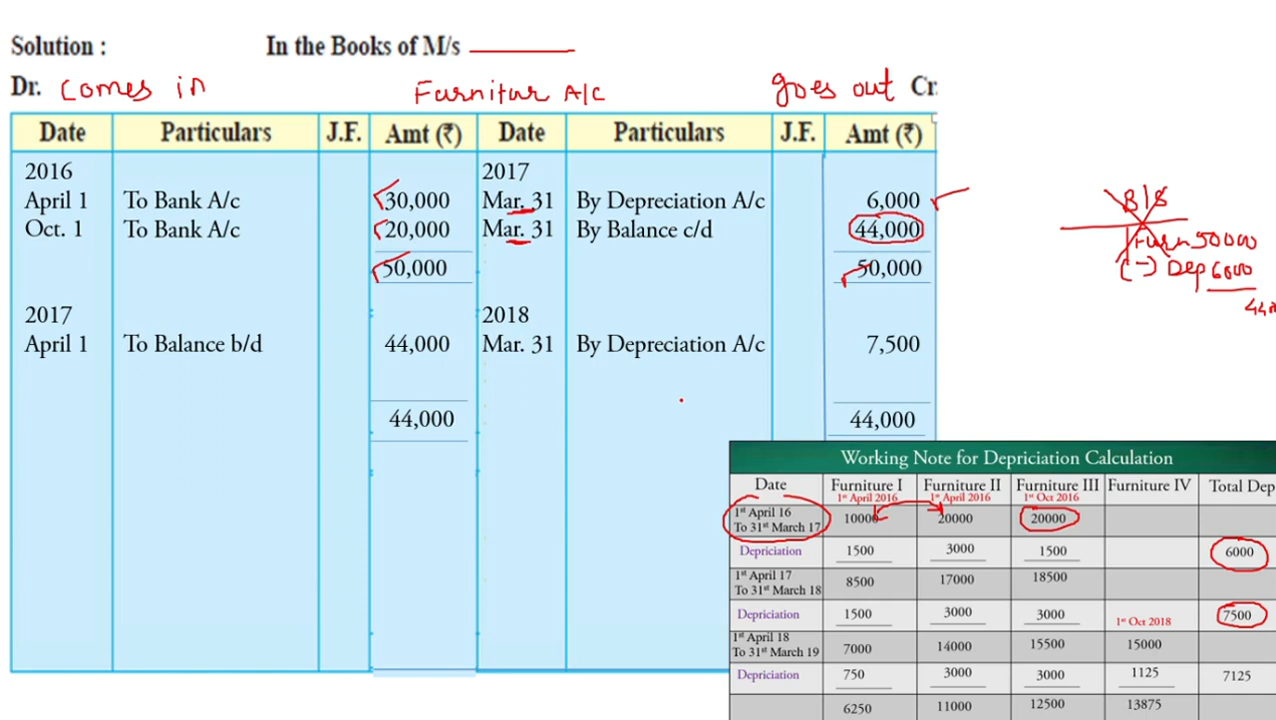 Solution : In the Books of M/s
Dr. Comes in Furnitur A/c goes out Cr.
Date Particulars J.F. Amt (₹) Date Particulars J.F. Amt (₹)
2016 2017
April 1 To Bank A/c 30,000 Mar. 31 By Depreciation A/c 6,000
Oct. 1 To Bank A/c 20,000 Mar. 31 By Balance c/d 44,000
50,000 50,000
2017 2018
April 1 To Balance b/d 44,000 Mar. 31 By Depreciation A/c 7,500
44,000 44,000
B/S
Furn 50000
(-) Dep 6000
Working Note for Depriciation Calculation
Date Furniture I Furniture II Furniture III Furniture IV Total Dep
1st April 2016 1st April 2016 1st Oct 2016
1st April 16
To 31st March 17 10000 20000 20000
Depriciation 1500 3000 1500 6000
1st April 17
To 31st March 18 8500 17000 18500
Depriciation 1500 3000 3000 1st Oct 2018 7500
1st April 18
To 31st March 19 7000 14000 15500 15000
Depriciation 750 3000 3000 1125 7125
6250 11000 12500 13875